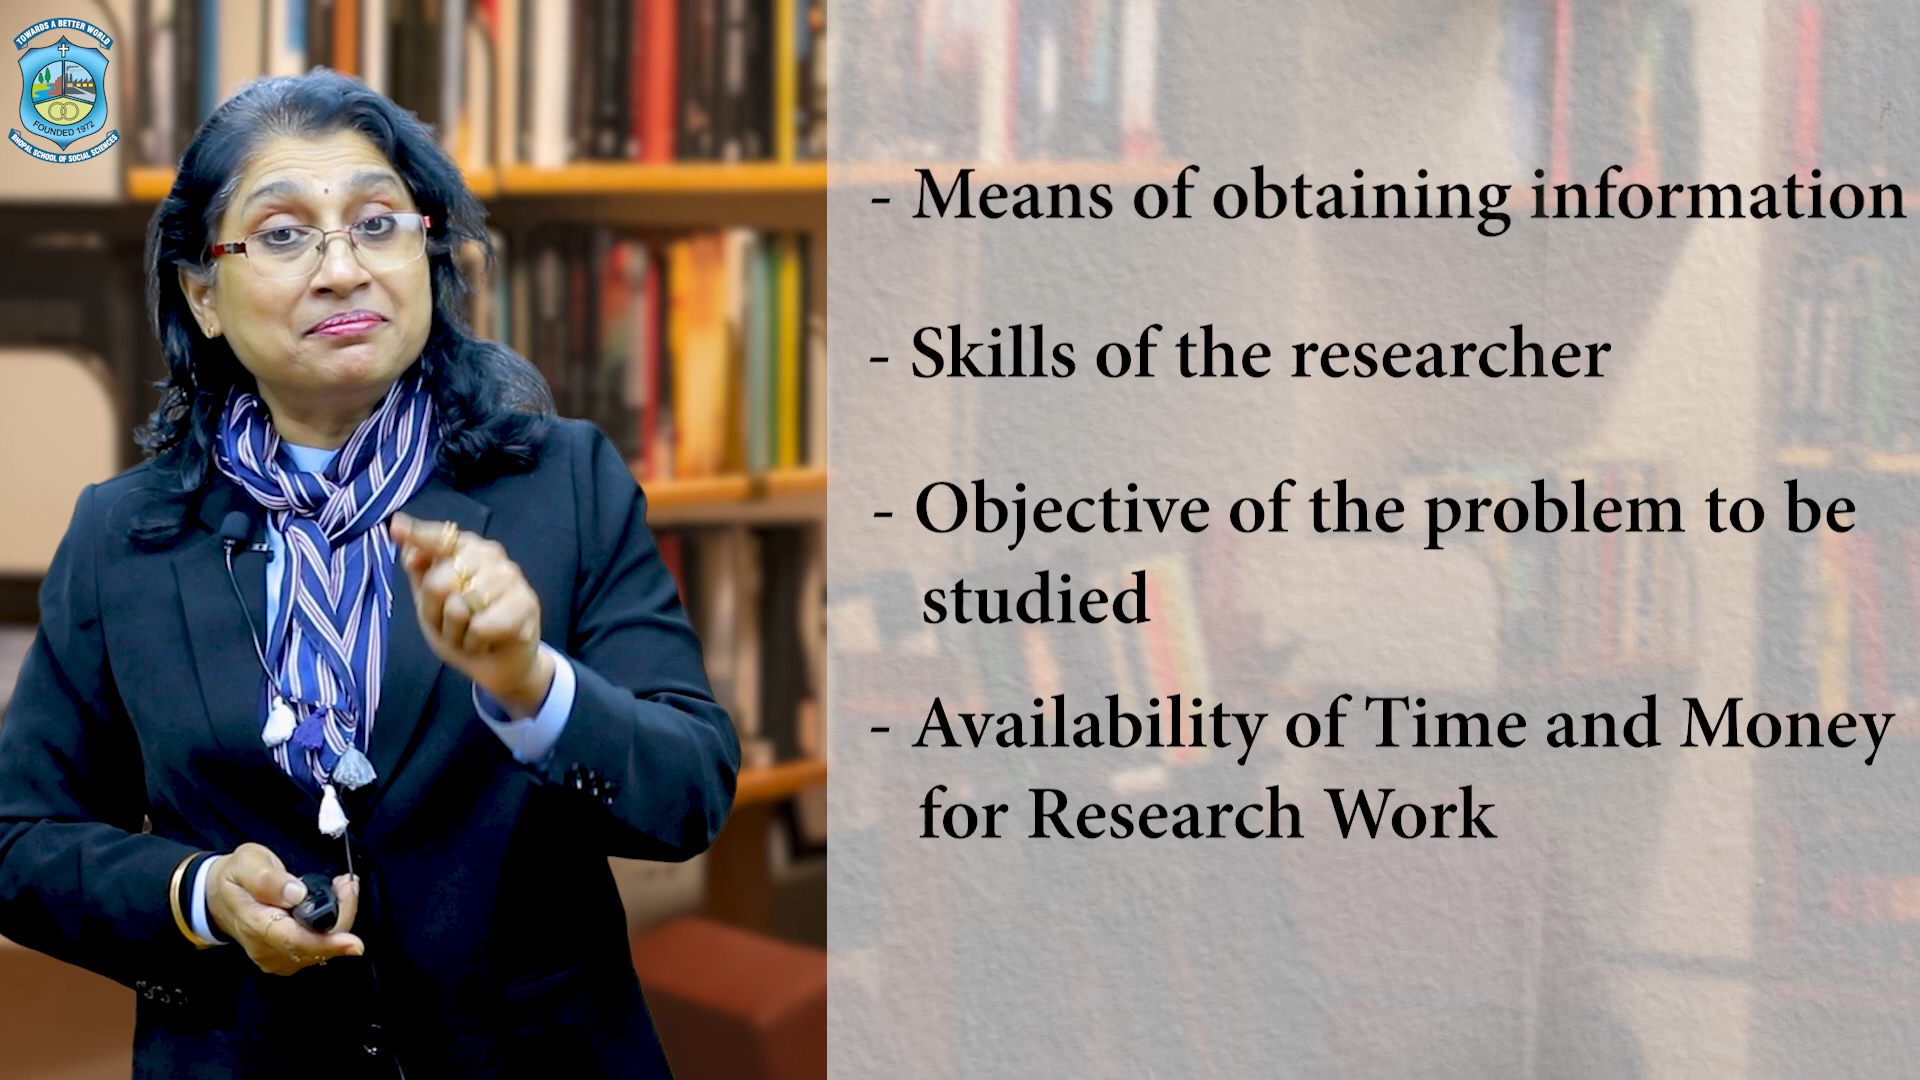 TOWARDS A BETTER WORLD
FOUNDED 1972
BHOPAL SCHOOL OF SOCIAL SCIENCES
- Means of obtaining information
- Skills of the researcher
- Objective of the problem to be
studied
- Availability of Time and Money
for Research Work